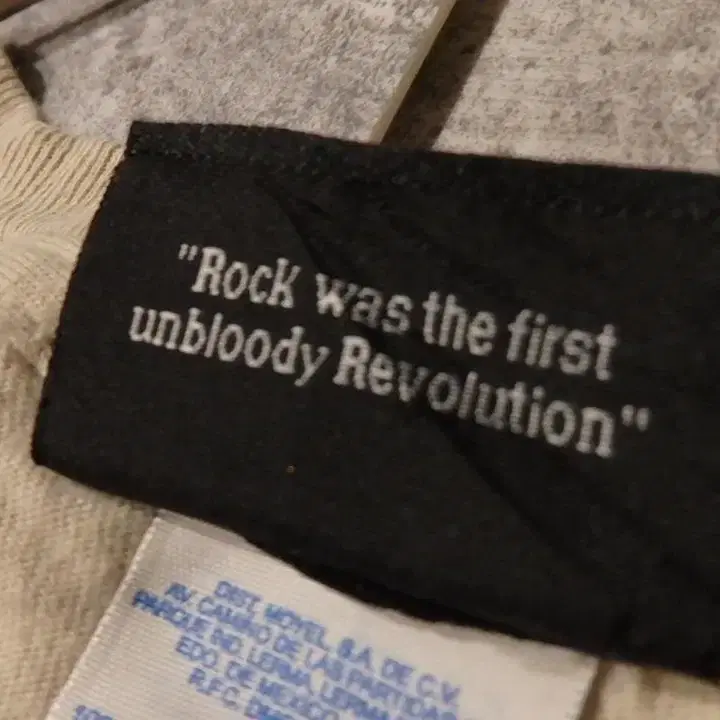 "Rock was the first
unbloody Revolution"
DIST. MOYEL, S.A. DE C.V.
AV. CAMINO DE LAS PARTIDAS
PARQUE IND. LERMA, LERMA
EDO. DE MEXICO
R.F.C.